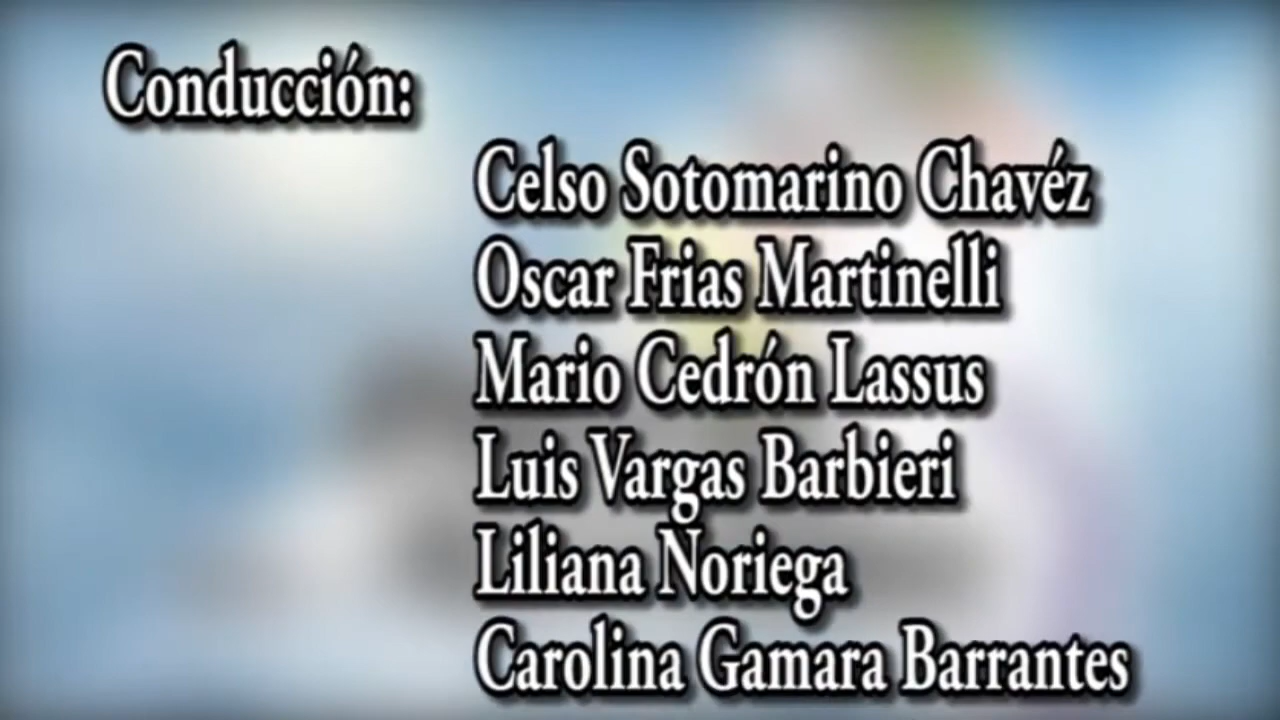 Conducción:
Celso Sotomarino Chavéz
Oscar Frias Martinelli
Mario Cedrón Lassus
Luis Vargas Barbieri
Liliana Noriega
Carolina Gamara Barrantes